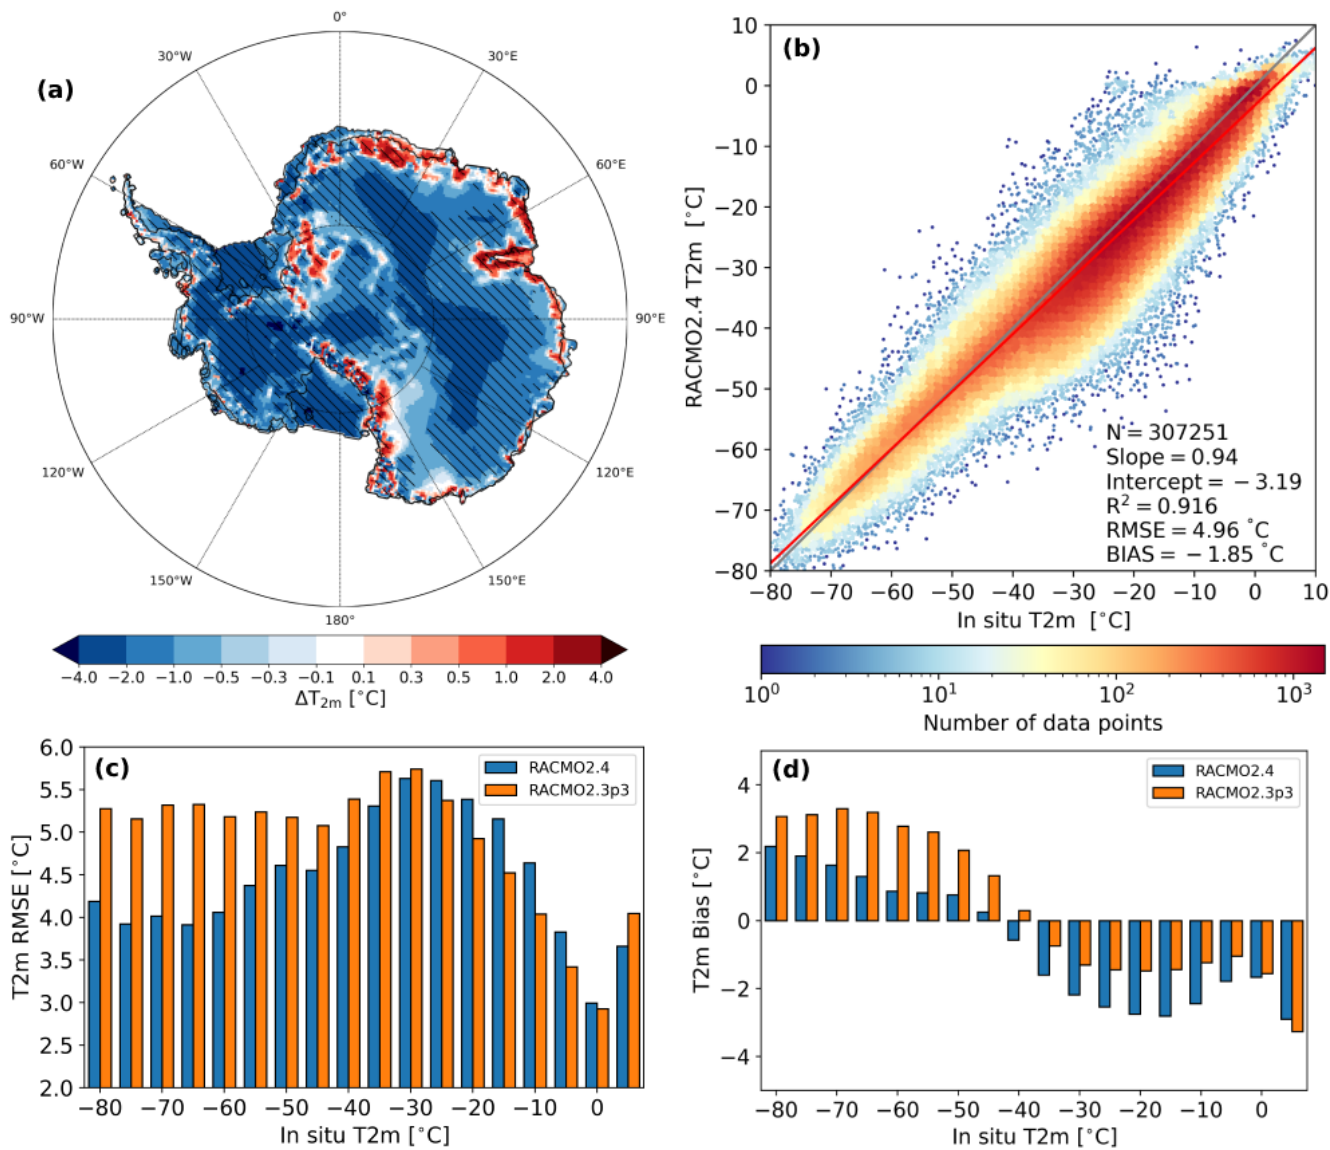 (a)
0°
30°W
30°E
60°W
60°E
90°W
90°E
120°W
120°E
150°W
150°E
180°
−4.0 −2.0 −1.0 −0.5 −0.3 −0.1 0.1 0.3 0.5 1.0 2.0 4.0
ΔT2m [°C]
(b)
10
0
−10
−20
−30
−40
−50
−60
−70
−80
RACMO2.4 T2m [°C]
N = 307251
Slope = 0.94
Intercept = − 3.19
R² = 0.916
RMSE = 4.96 °C
BIAS = − 1.85 °C
−80 −70 −60 −50 −40 −30 −20 −10 0 10
In situ T2m [°C]
10⁰ 10¹ 10² 10³
Number of data points
(c)
RACMO2.4
RACMO2.3p3
6.0
5.5
5.0
4.5
4.0
3.5
3.0
2.5
2.0
T2m RMSE [°C]
−80 −70 −60 −50 −40 −30 −20 −10 0
In situ T2m [°C]
(d)
RACMO2.4
RACMO2.3p3
4
2
0
−2
−4
T2m Bias [°C]
−80 −70 −60 −50 −40 −30 −20 −10 0
In situ T2m [°C]